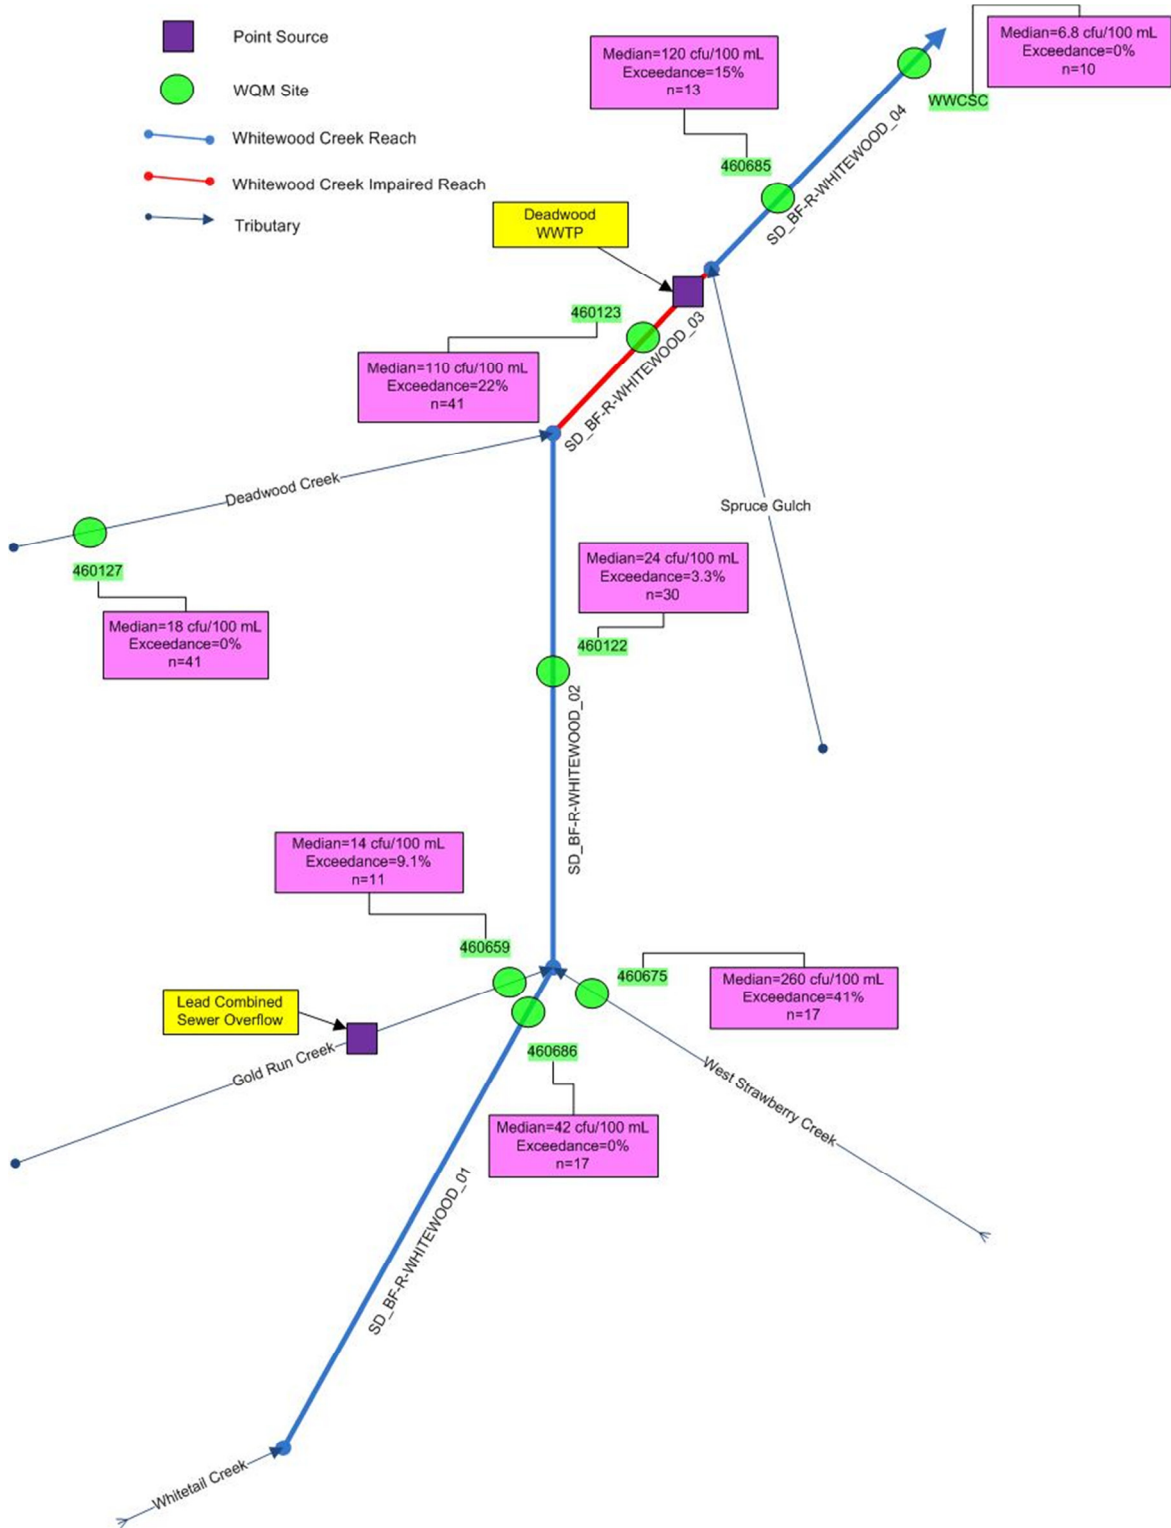 Point Source
WQM Site
Whitewood Creek Reach
Whitewood Creek Impaired Reach
Tributary
Median=6.8 cfu/100 mL
Exceedance=0%
n=10
WWCSC
Median=120 cfu/100 mL
Exceedance=15%
n=13
460685
SD_BF-R-WHITEWOOD_04
Deadwood
WWTP
460123
Median=110 cfu/100 mL
Exceedance=22%
n=41
SD_BF-R-WHITEWOOD_03
Deadwood Creek
Spruce Gulch
460127
Median=18 cfu/100 mL
Exceedance=0%
n=41
Median=24 cfu/100 mL
Exceedance=3.3%
n=30
460122
SD_BF-R-WHITEWOOD_02
Median=14 cfu/100 mL
Exceedance=9.1%
n=11
460659
460675
Median=260 cfu/100 mL
Exceedance=41%
n=17
Lead Combined
Sewer Overflow
Gold Run Creek
460686
Median=42 cfu/100 mL
Exceedance=0%
n=17
West Strawberry Creek
SD_BF-R-WHITEWOOD_01
Whitetail Creek